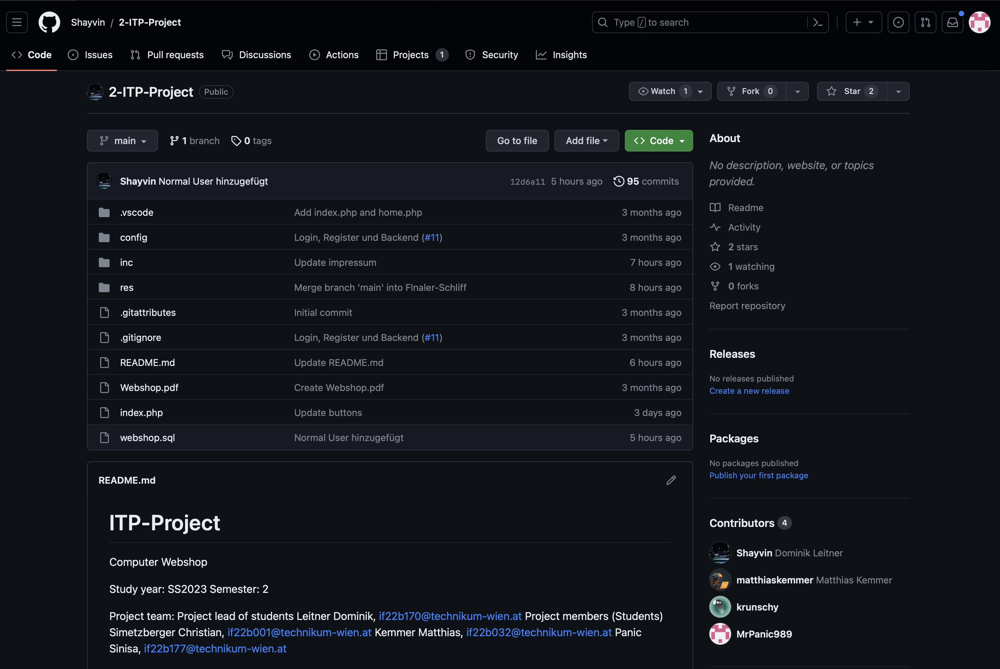 Shayvin / 2-ITP-Project
Type / to search
Code Issues Pull requests Discussions Actions Projects 1 Security Insights
2-ITP-Project Public
Watch 1 Fork 0 Star 2
main 1 branch 0 tags Go to file Add file Code
Shayvin Normal User hinzugefügt 12d6a11 5 hours ago 95 commits
.vscode Add index.php and home.php 3 months ago
config Login, Register und Backend (#11) 3 months ago
inc Update impressum 7 hours ago
res Merge branch 'main' into FInaler-Schliff 8 hours ago
.gitattributes Initial commit 3 months ago
.gitignore Login, Register und Backend (#11) 3 months ago
README.md Update README.md 6 hours ago
Webshop.pdf Create Webshop.pdf 3 months ago
index.php Update buttons 3 days ago
webshop.sql Normal User hinzugefügt 5 hours ago
README.md
ITP-Project
Computer Webshop
Study year: SS2023 Semester: 2
Project team: Project lead of students Leitner Dominik, if22b170@technikum-wien.at Project members (Students)
Simetzberger Christian, if22b001@technikum-wien.at Kemmer Matthias, if22b032@technikum-wien.at Panic
Sinisa, if22b177@technikum-wien.at
About
No description, website, or topics
provided.
Readme
Activity
2 stars
1 watching
0 forks
Report repository
Releases
No releases published
Create a new release
Packages
No packages published
Publish your first package
Contributors 4
Shayvin Dominik Leitner
matthiaskemmer Matthias Kemmer
krunschy
MrPanic989